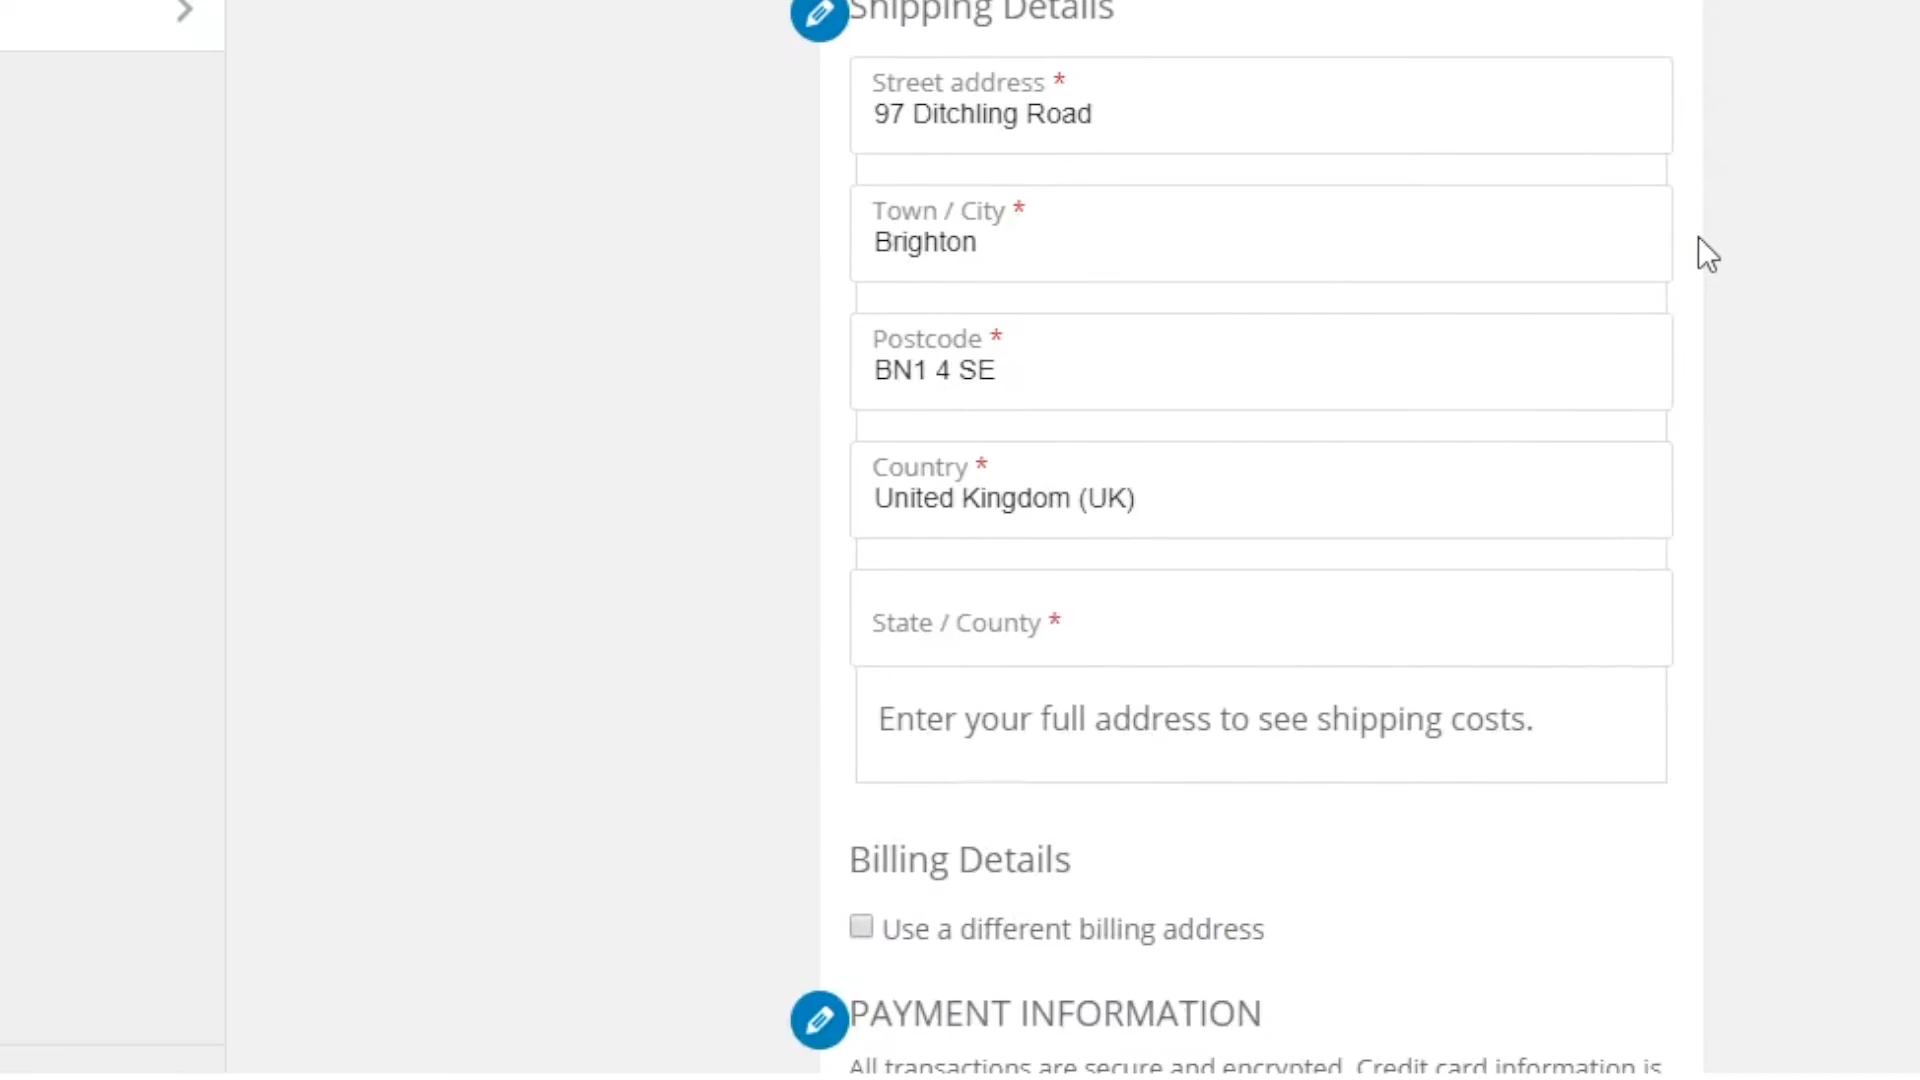 Shipping Details
Street address *
97 Ditchling Road
Town / City *
Brighton
Postcode *
BN1 4 SE
Country *
United Kingdom (UK)
State / County *
Enter your full address to see shipping costs.
Billing Details
Use a different billing address
PAYMENT INFORMATION
All transactions are secure and encrypted. Credit card information is